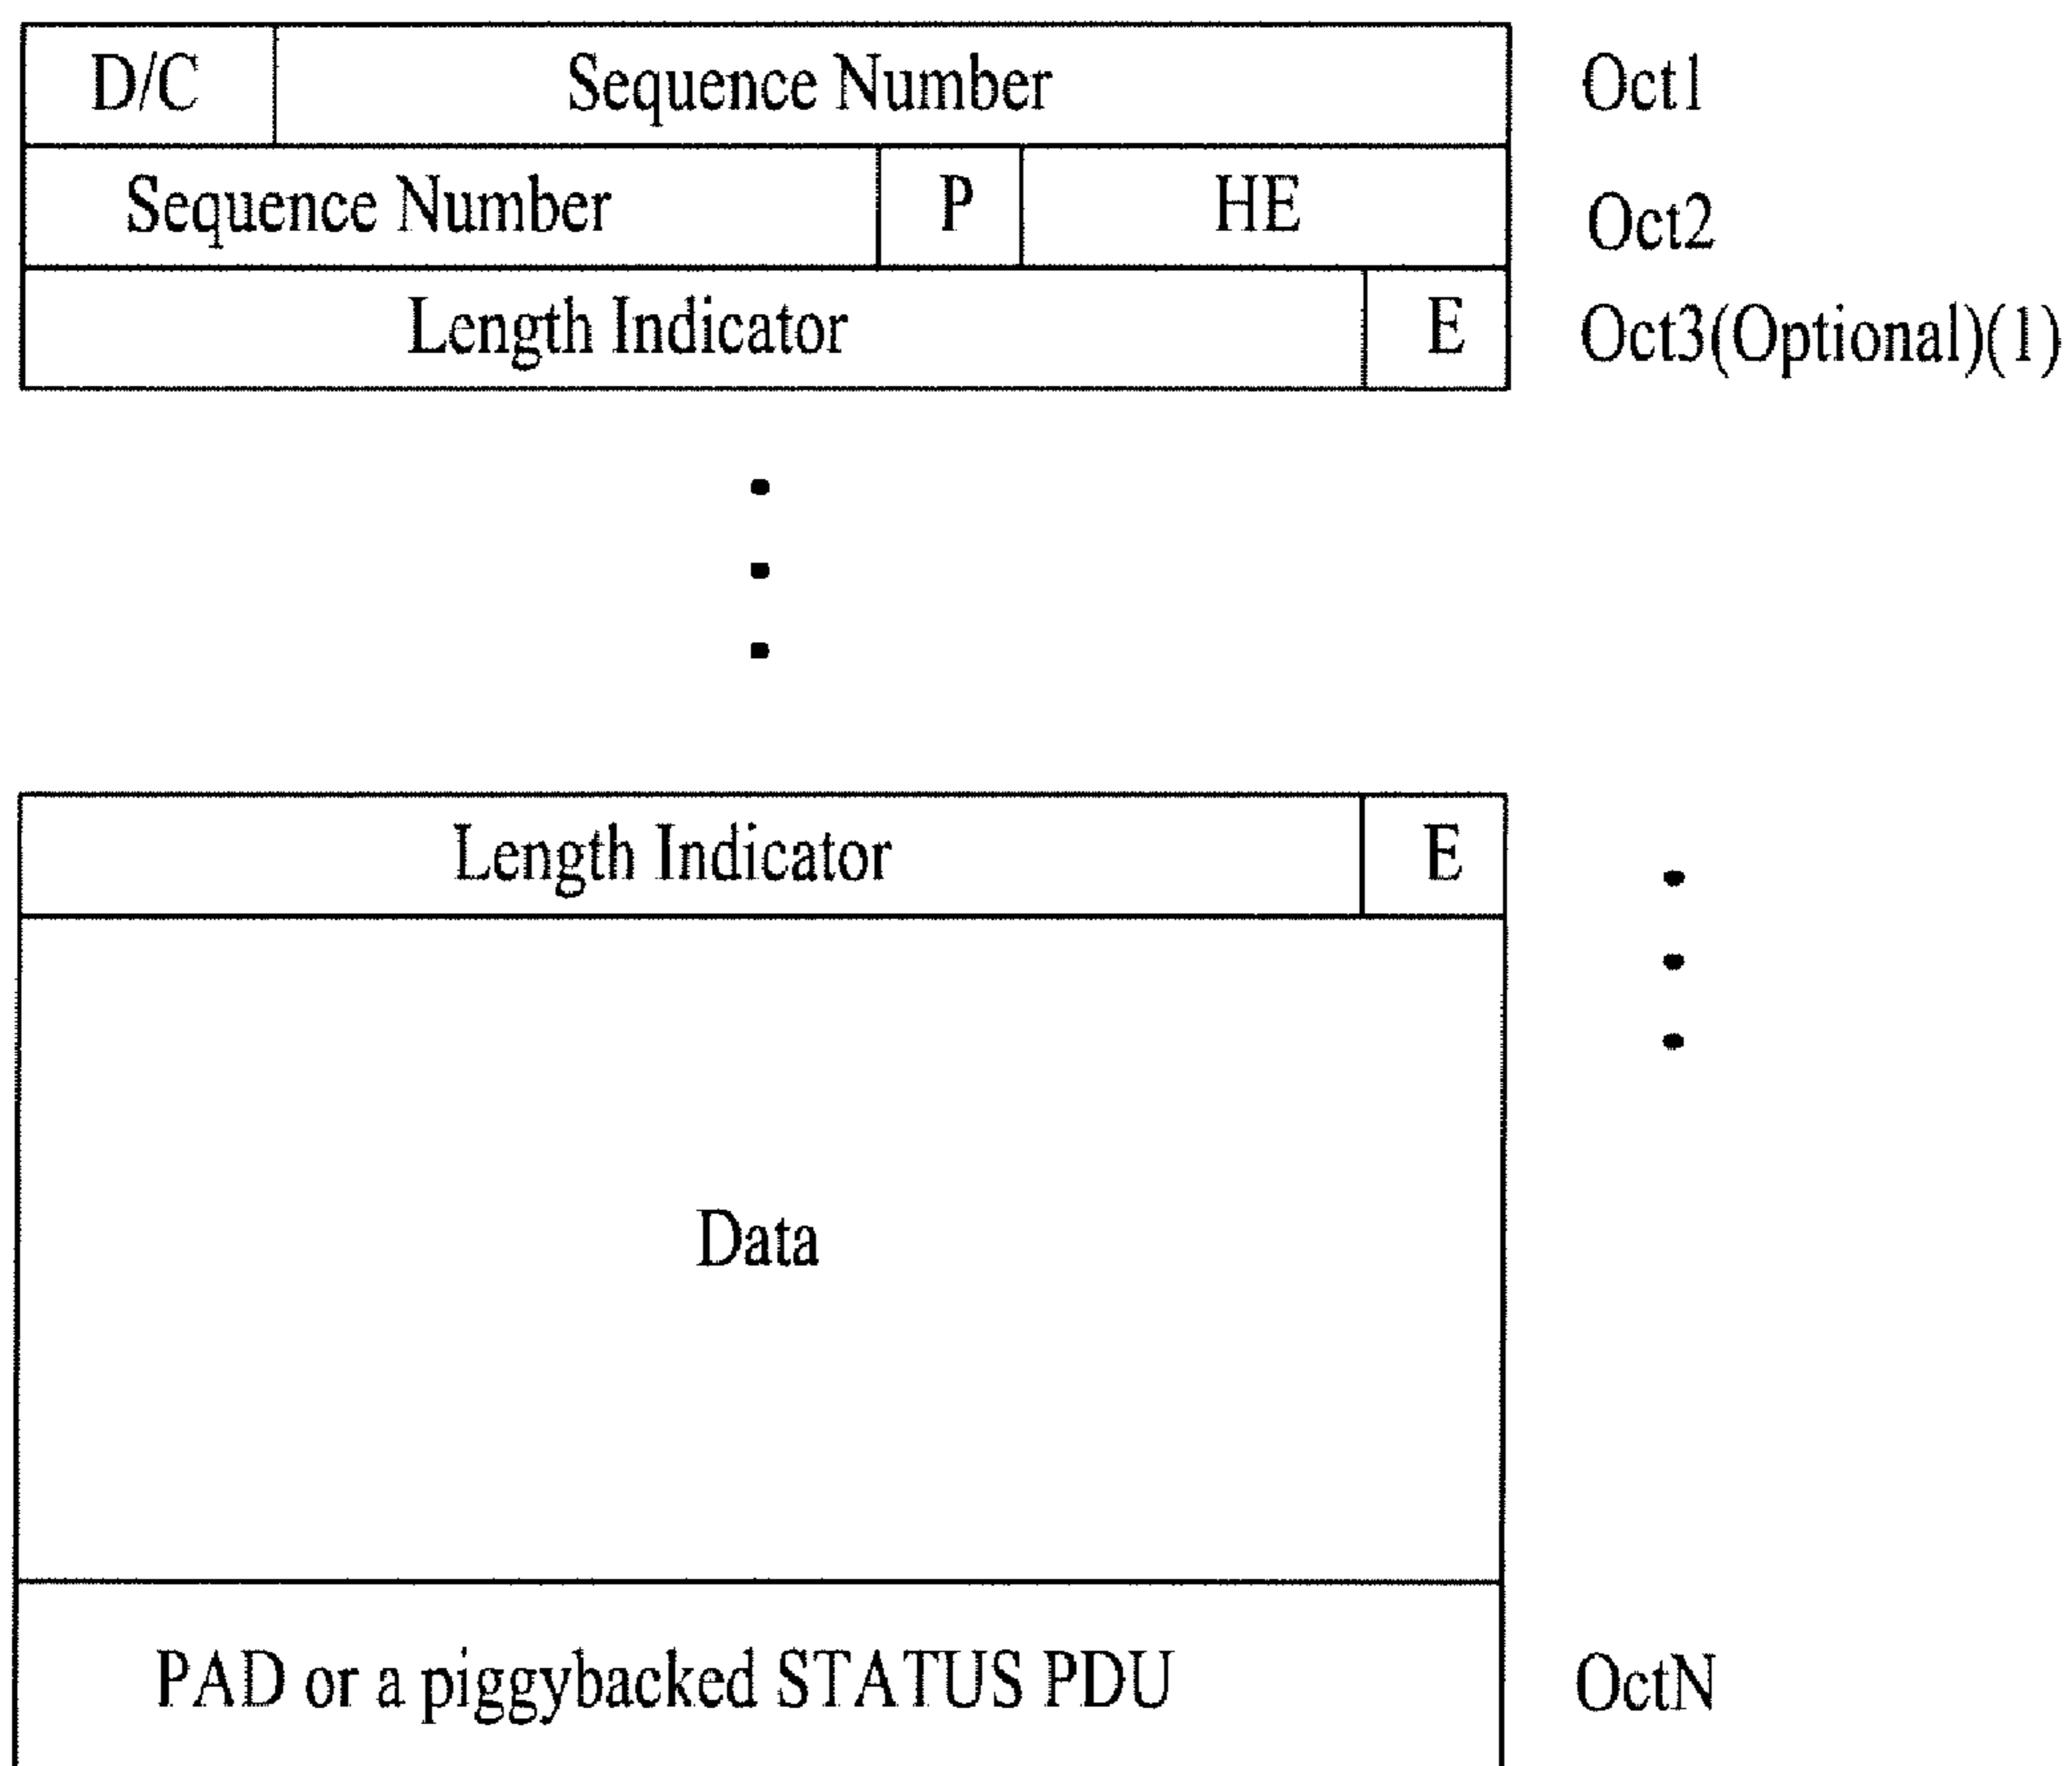 D/C Sequence Number Oct1
Sequence Number P HE Oct2
Length Indicator E Oct3(Optional)(1)
Length Indicator E
Data
PAD or a piggybacked STATUS PDU OctN